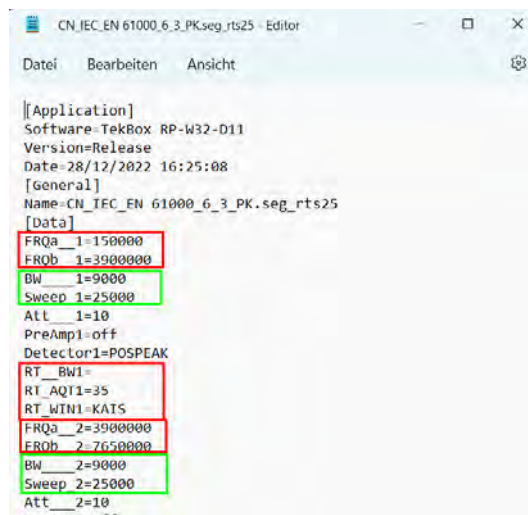 CN_IEC_EN 61000_6_3_PK.seg_rts25 - Editor
Datei Bearbeiten Ansicht
[Application]
Software=TekBox RP-W32-D11
Version=Release
Date=28/12/2022 16:25:08
[General]
Name=CN_IEC_EN 61000_6_3_PK.seg_rts25
[Data]
FRQa__1=150000
FRQb__1=3900000
BW____1=9000
Sweep_1=25000
Att___1=10
PreAmp1=off
Detector1=POSPEAK
RT__BW1=
RT_AQT1=35
RT_WIN1=KAIS
FRQa__2=3900000
FRQb__2=7650000
BW____2=9000
Sweep_2=25000
Att___2=10